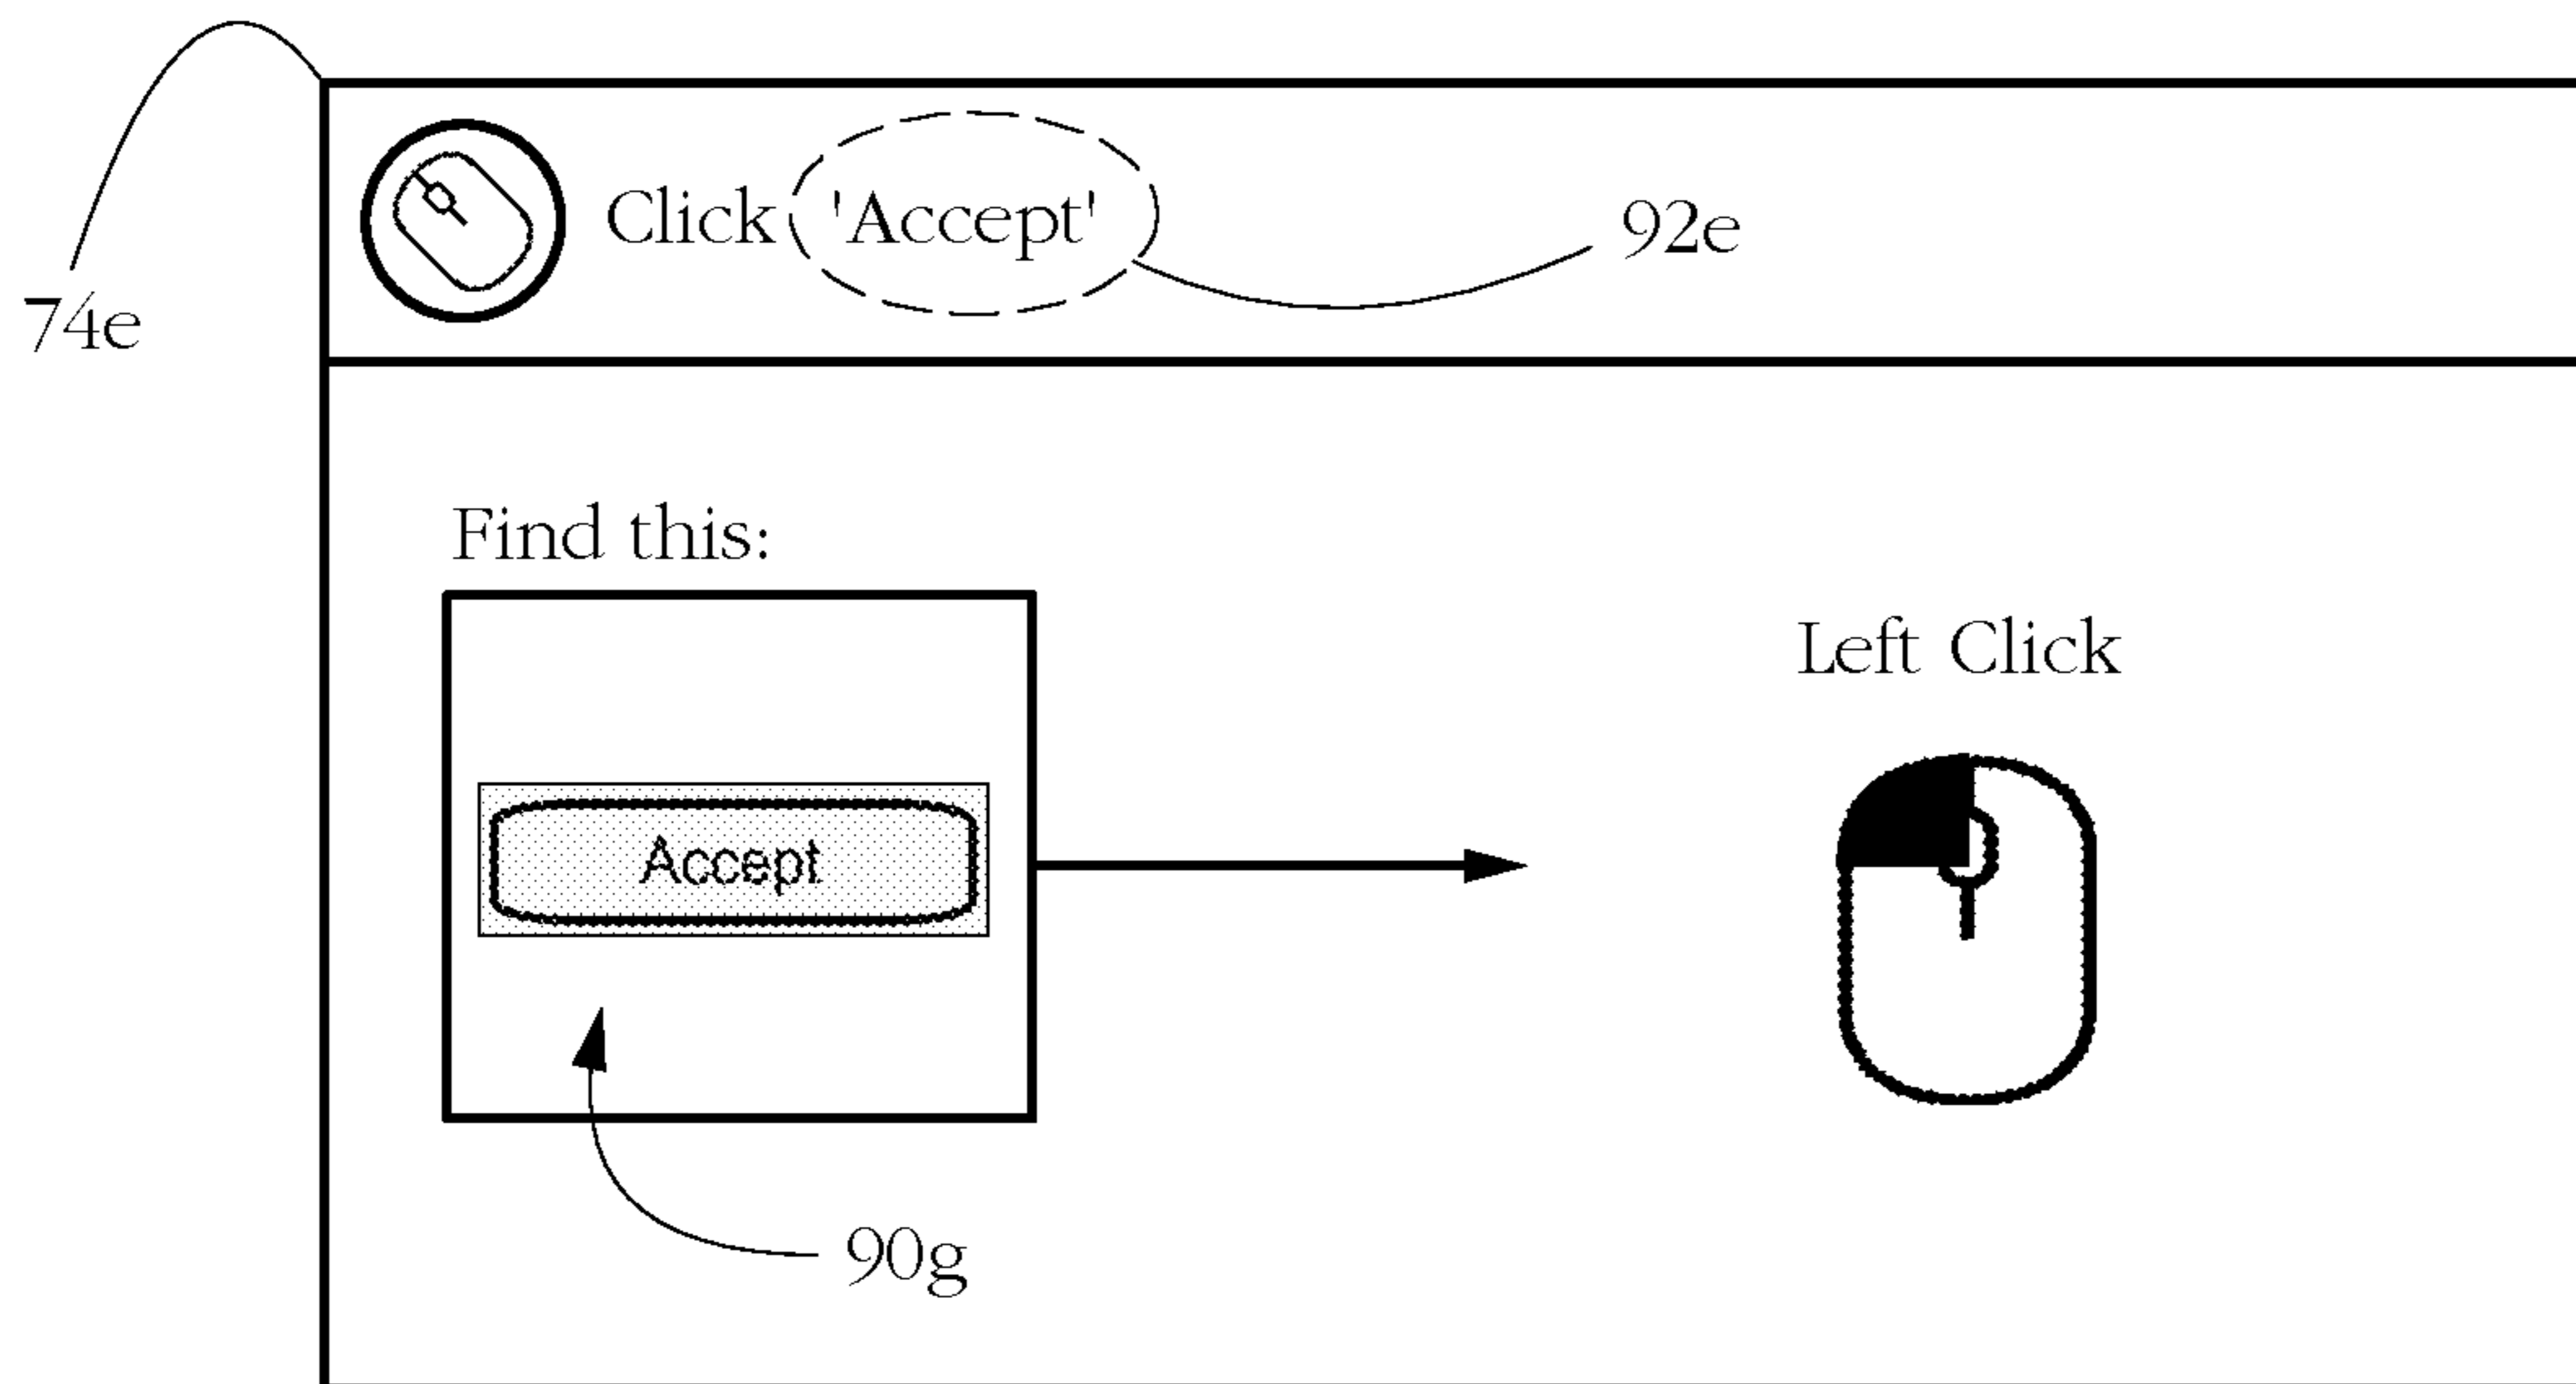 Click 'Accept'
92e
74e
Find this:
Left Click
Accept
90g